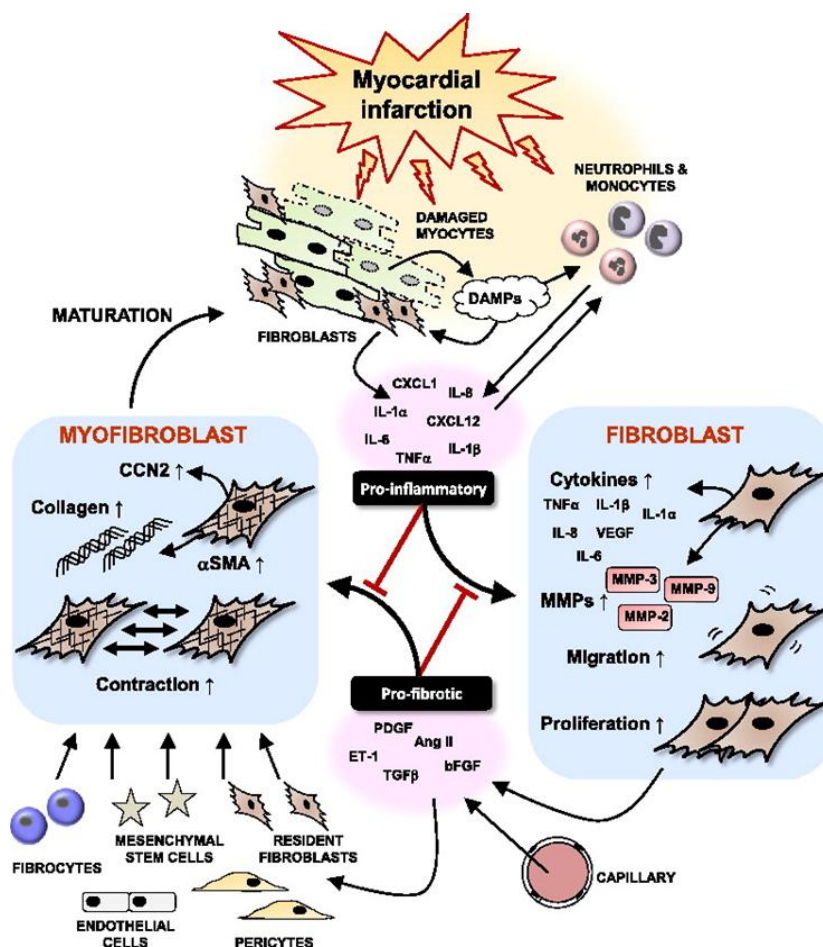 Myocardial
infarction
NEUTROPHILS &
MONOCYTES
DAMAGED
MYOCYTES
DAMPs
FIBROBLASTS
MATURATION
CXCL1
IL-8
IL-1α
CXCL12
IL-6
IL-1β
TNFα
Pro-inflammatory
MYOFIBROBLAST
CCN2 ↑
Collagen ↑
αSMA ↑
Contraction ↑
FIBROBLAST
Cytokines ↑
TNFα IL-1β
IL-1α
IL-8 VEGF
IL-6
MMP-3
MMP-9
MMPs ↑
MMP-2
Migration ↑
Proliferation ↑
Pro-fibrotic
PDGF
Ang II
ET-1
bFGF
TGFβ
FIBROCYTES
MESENCHYMAL
STEM CELLS
RESIDENT
FIBROBLASTS
ENDOTHELIAL
CELLS
PERICYTES
CAPILLARY